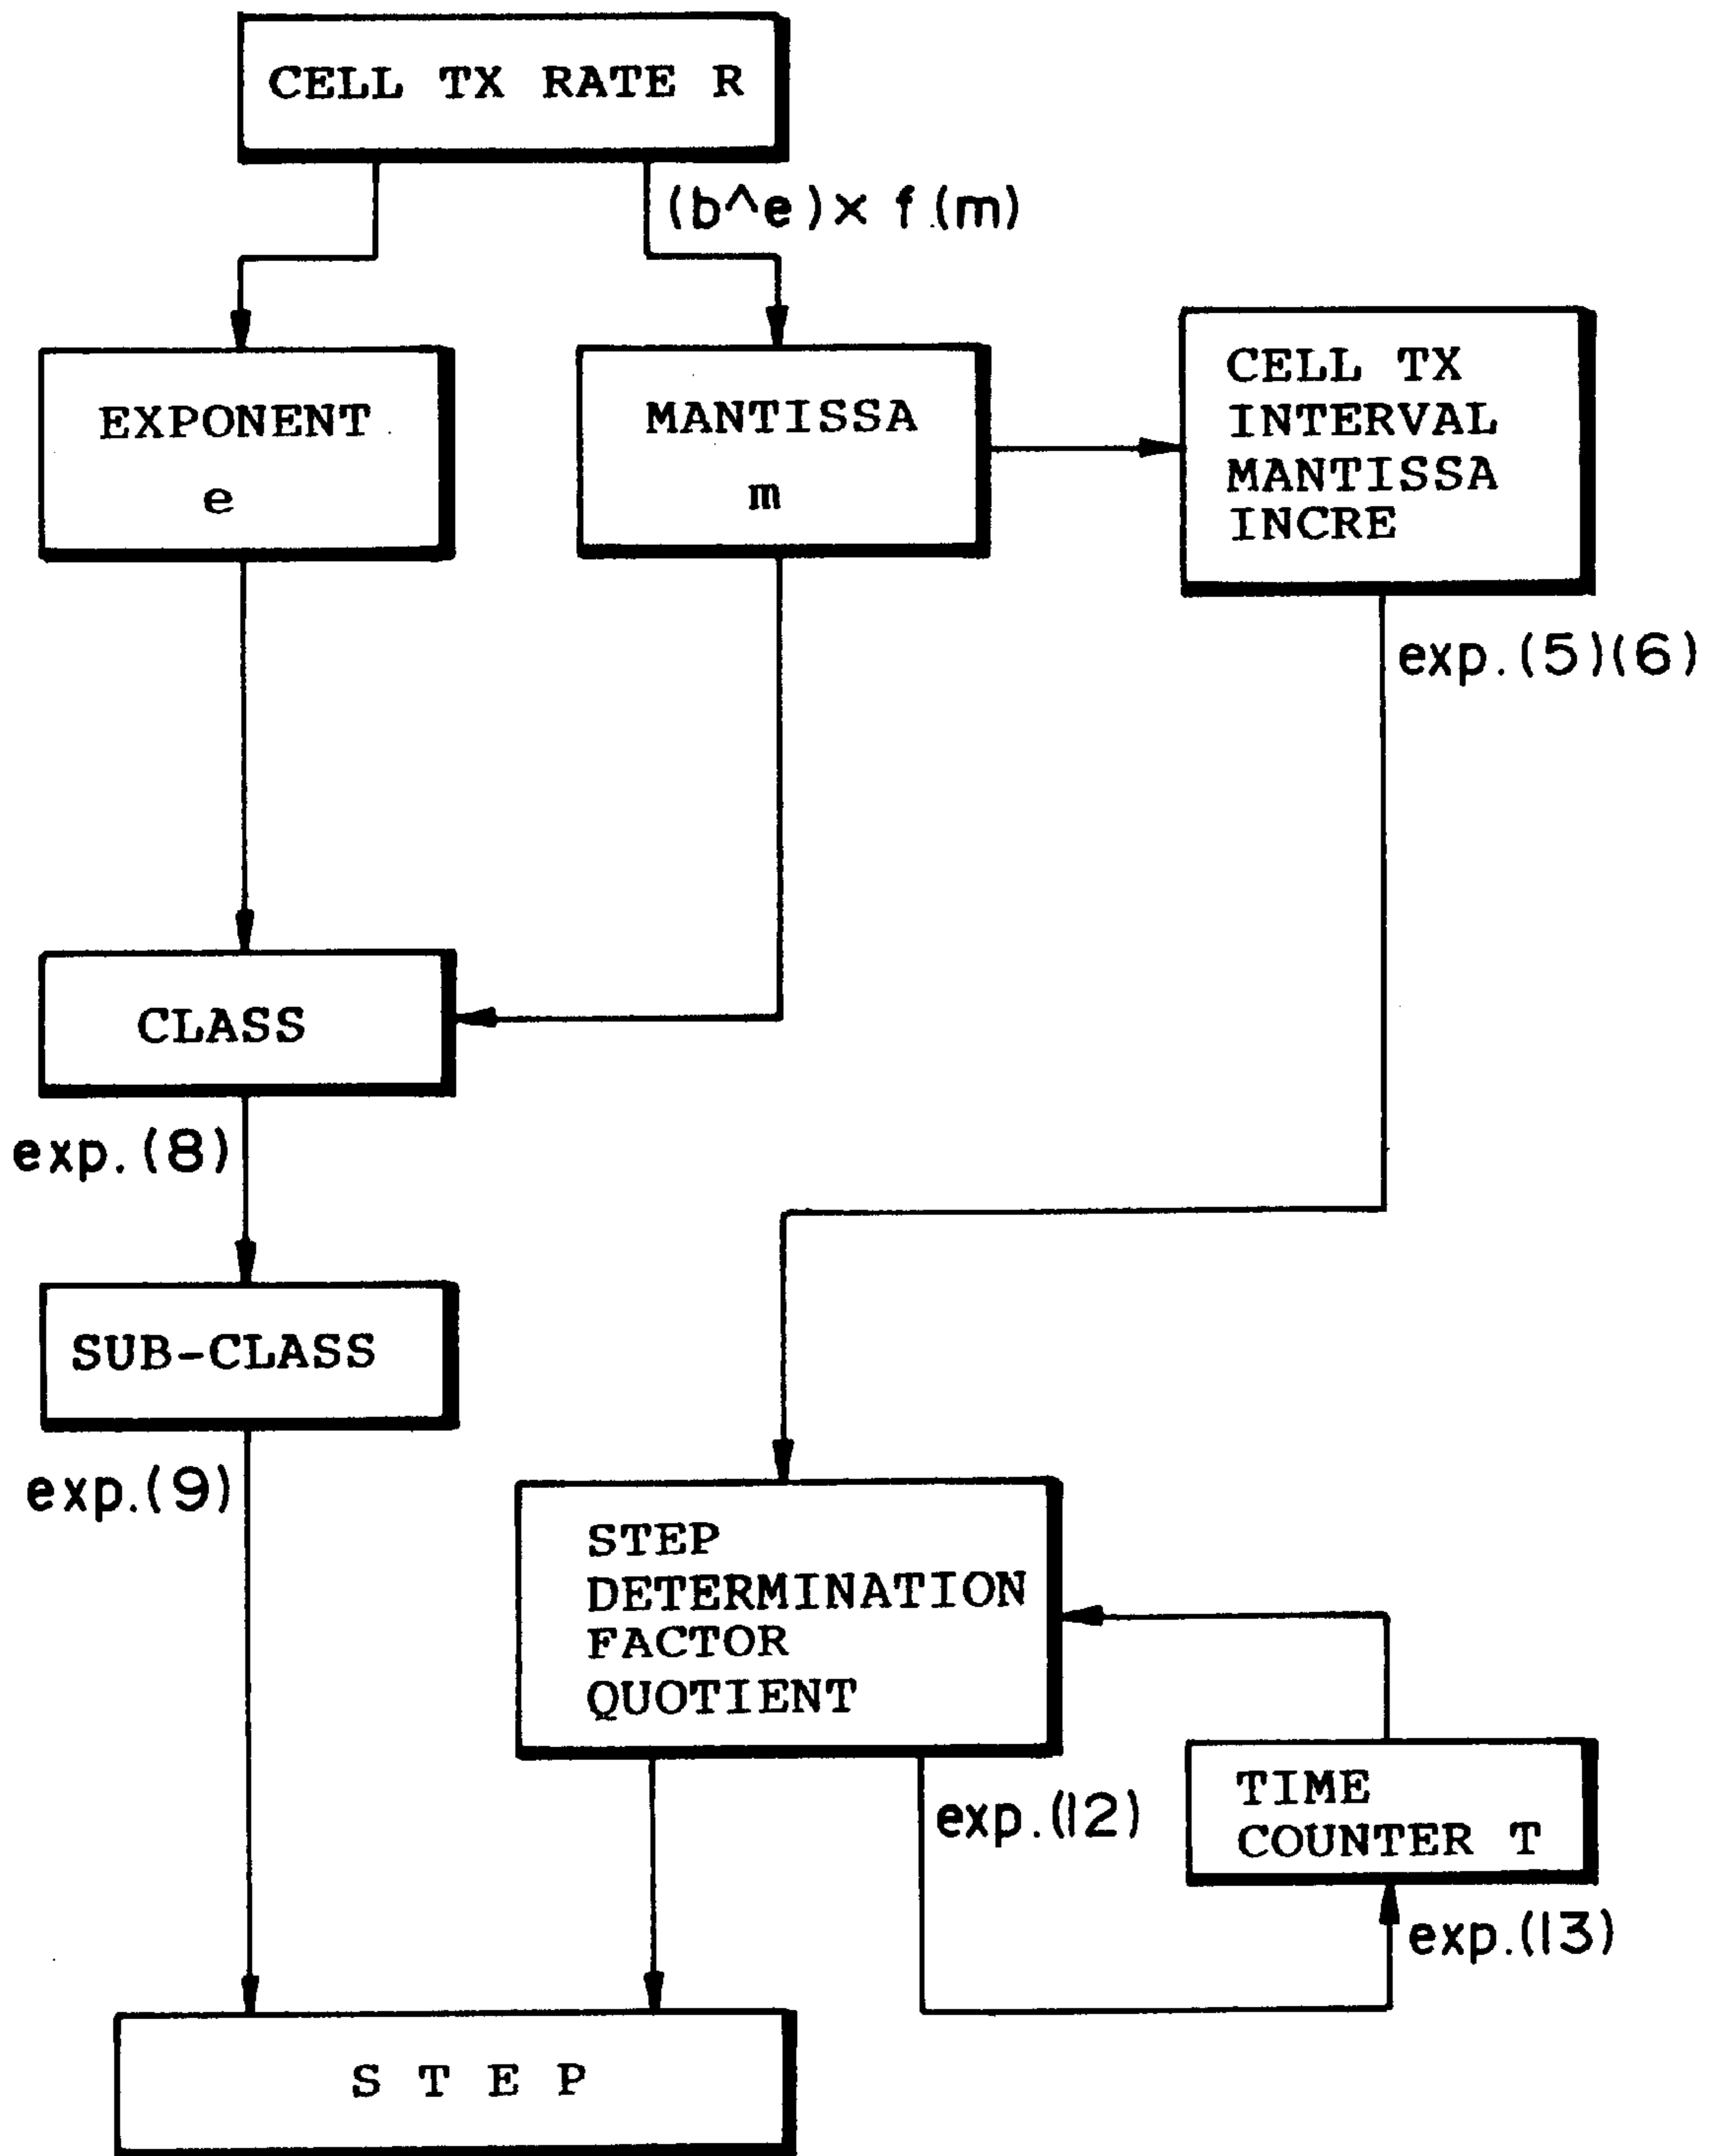 CELL TX RATE R
(b^e)× f(m)
EXPONENT
e
MANTISSA
m
CELL TX
INTERVAL
MANTISSA
INCRE
exp.(5)(6)
CLASS
exp.(8)
SUB-CLASS
exp.(9)
STEP
DETERMINATION
FACTOR
QUOTIENT
exp.(12)
TIME
COUNTER T
exp.(13)
S T E P